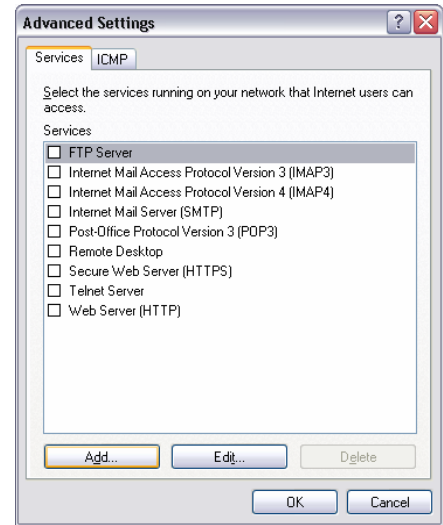 Advanced Settings
Services ICMP
Select the services running on your network that Internet users can
access.
Services
FTP Server
Internet Mail Access Protocol Version 3 (IMAP3)
Internet Mail Access Protocol Version 4 (IMAP4)
Internet Mail Server (SMTP)
Post-Office Protocol Version 3 (POP3)
Remote Desktop
Secure Web Server (HTTPS)
Telnet Server
Web Server (HTTP)
Add... Edit... Delete
OK Cancel